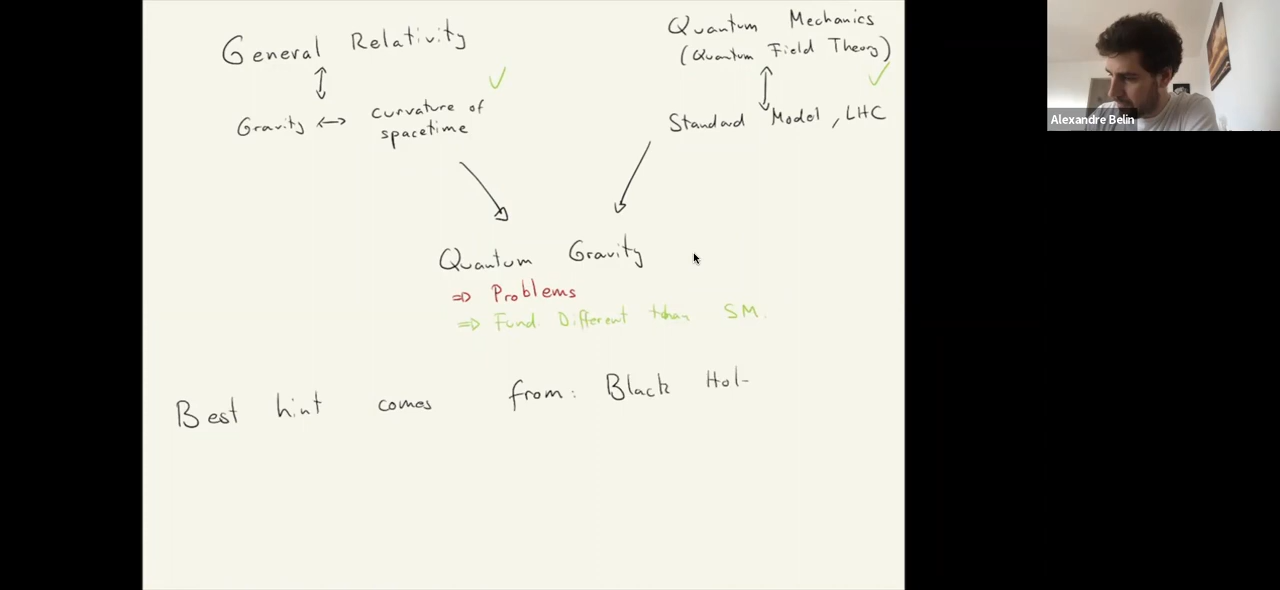 General Relativity
Gravity ↔ curvature of
spacetime
Quantum Mechanics
(Quantum Field Theory)
Standard Model, LHC
Quantum Gravity
⇒ Problems
⇒ Fund. Different than SM.
Best hint comes from: Black Hol
Alexandre Belin